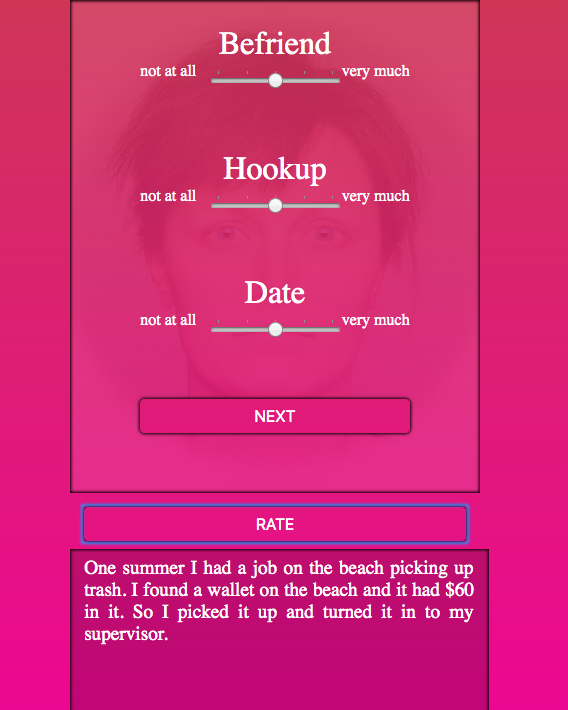 Befriend
not at all very much
Hookup
not at all very much
Date
not at all very much
NEXT
RATE
One summer I had a job on the beach picking up
trash. I found a wallet on the beach and it had $60
in it. So I picked it up and turned it in to my
supervisor.